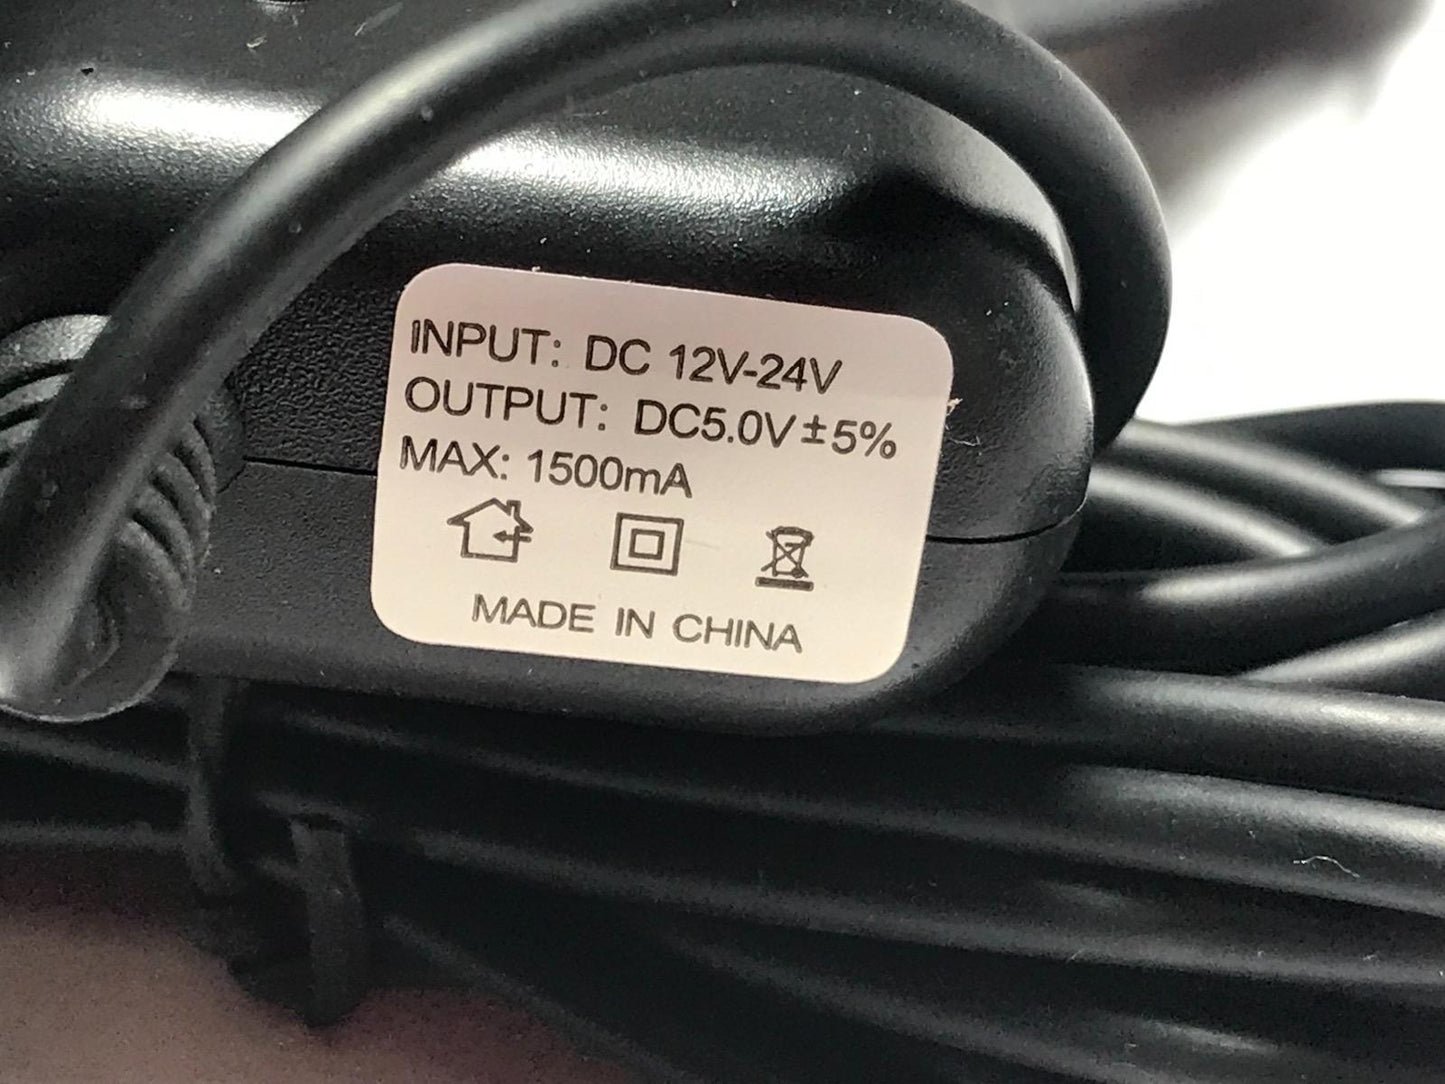 INPUT: DC 12V-24V
OUTPUT: DC5.0V±5%
MAX: 1500mA
MADE IN CHINA